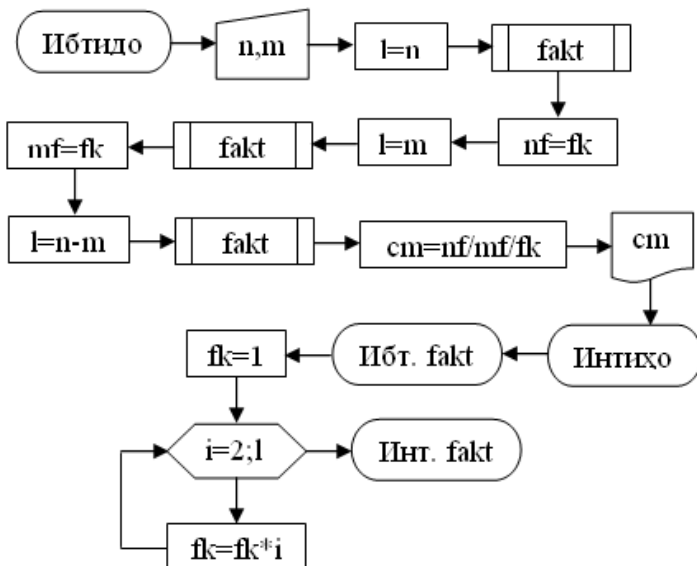 Ибтидо
n,m
l=n
fakt
nf=fk
l=m
fakt
mf=fk
l=n-m
fakt
cm=nf/mf/fk
cm
Интиҳо
Ибт. fakt
fk=1
i=2;l
Инт. fakt
fk=fk*i